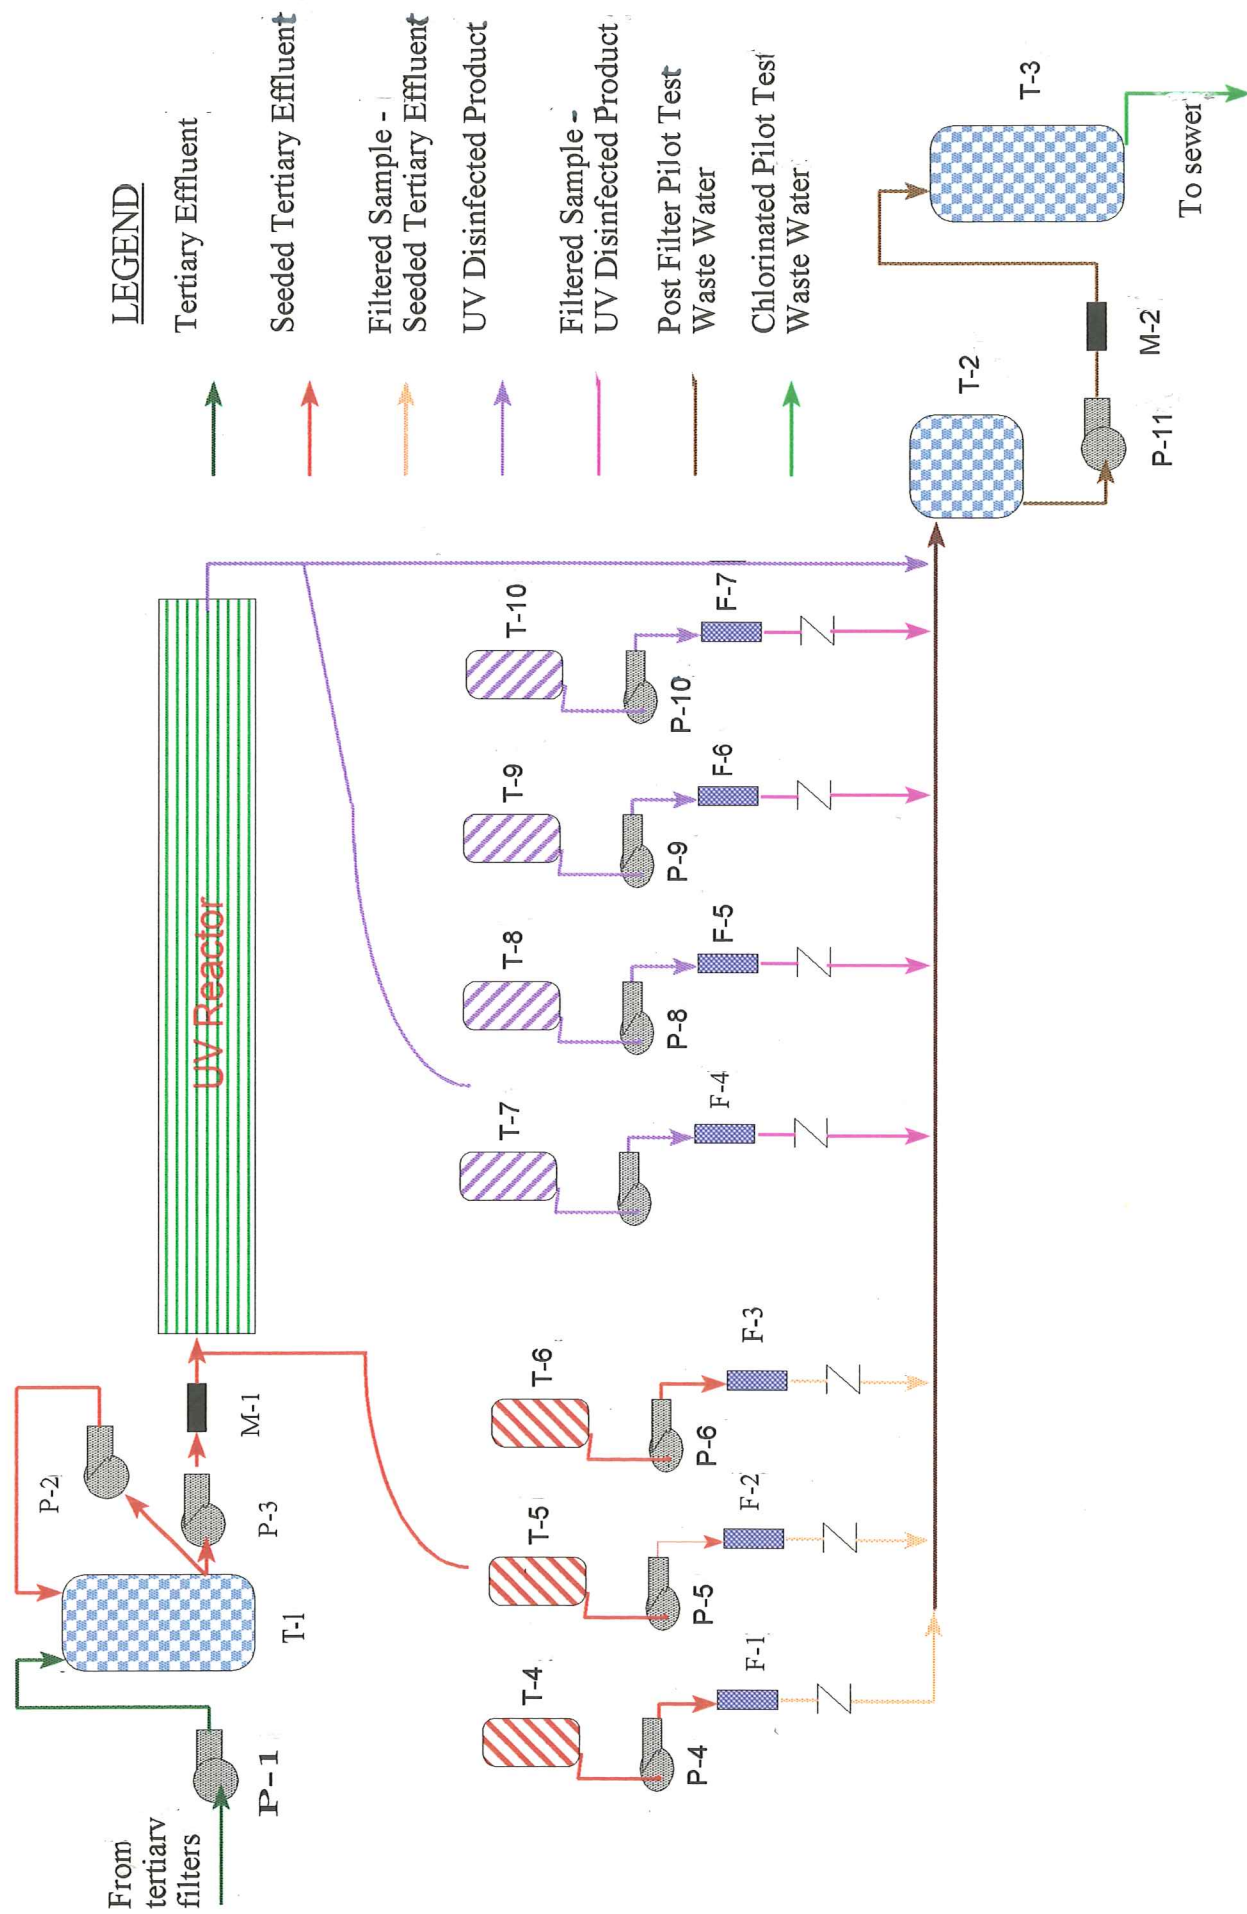 LEGEND
Tertiary Effluent
Seeded Tertiary Effluent
Filtered Sample -
Seeded Tertiary Effluent
UV Disinfected Product
Filtered Sample -
UV Disinfected Product
Post Filter Pilot Test
Waste Water
Chlorinated Pilot Test
Waste Water
From
tertiary
filters
P-1
T-1
P-2
P-3
M-1
UV Reactor
T-4
T-5
T-6
T-7
T-8
T-9
T-10
P-4
P-5
P-6
P-8
P-9
P-10
F-1
F-2
F-3
F-4
F-5
F-6
F-7
T-2
P-11
M-2
T-3
To sewer